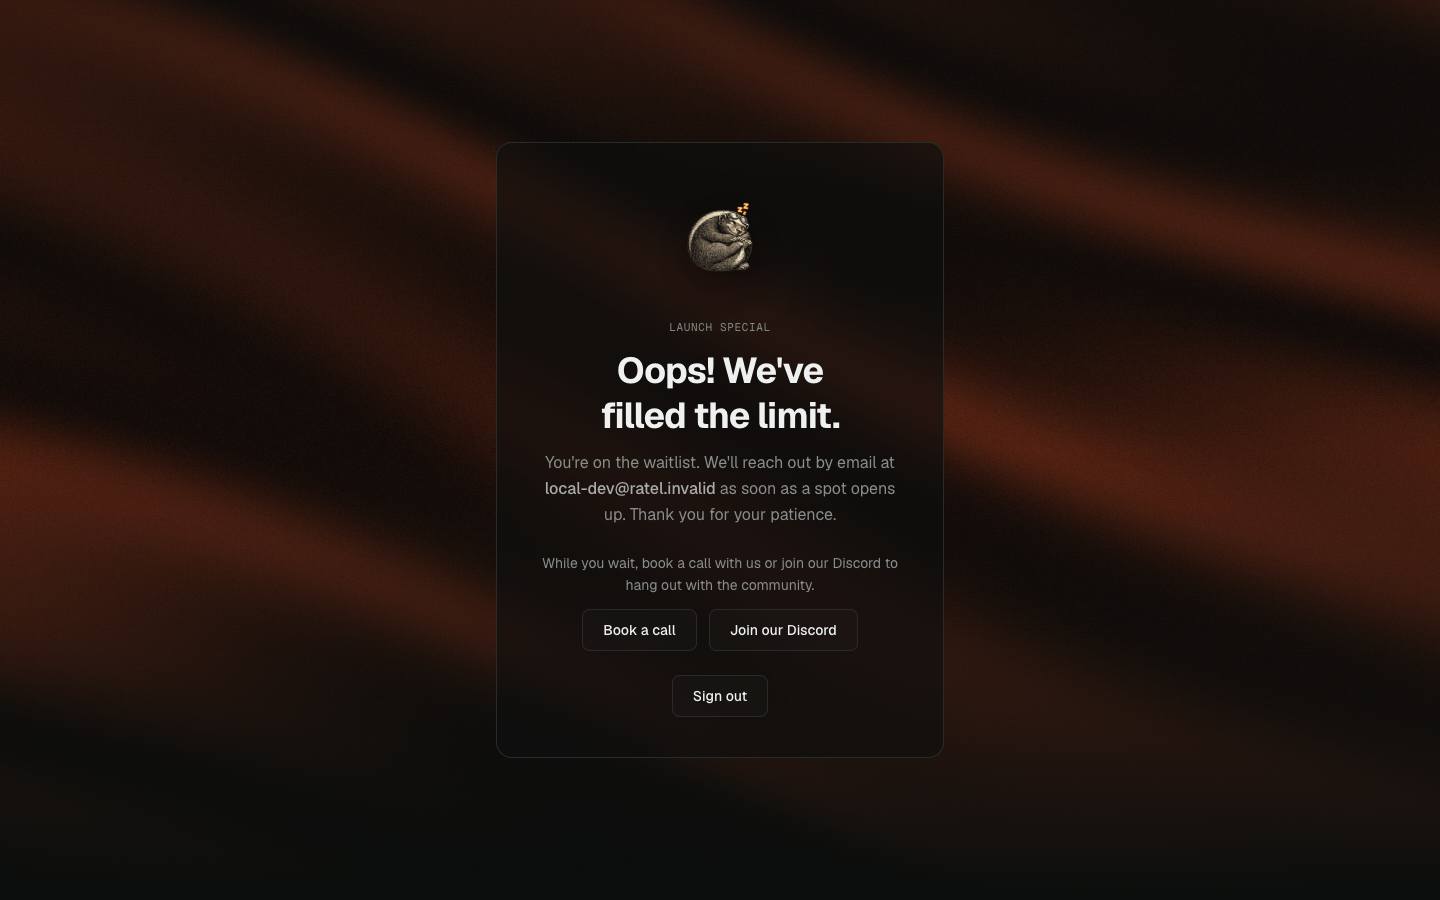 LAUNCH SPECIAL
Oops! We've
filled the limit.
You're on the waitlist. We'll reach out by email at
local-dev@ratel.invalid as soon as a spot opens
up. Thank you for your patience.
While you wait, book a call with us or join our Discord to
hang out with the community.
Book a call
Join our Discord
Sign out